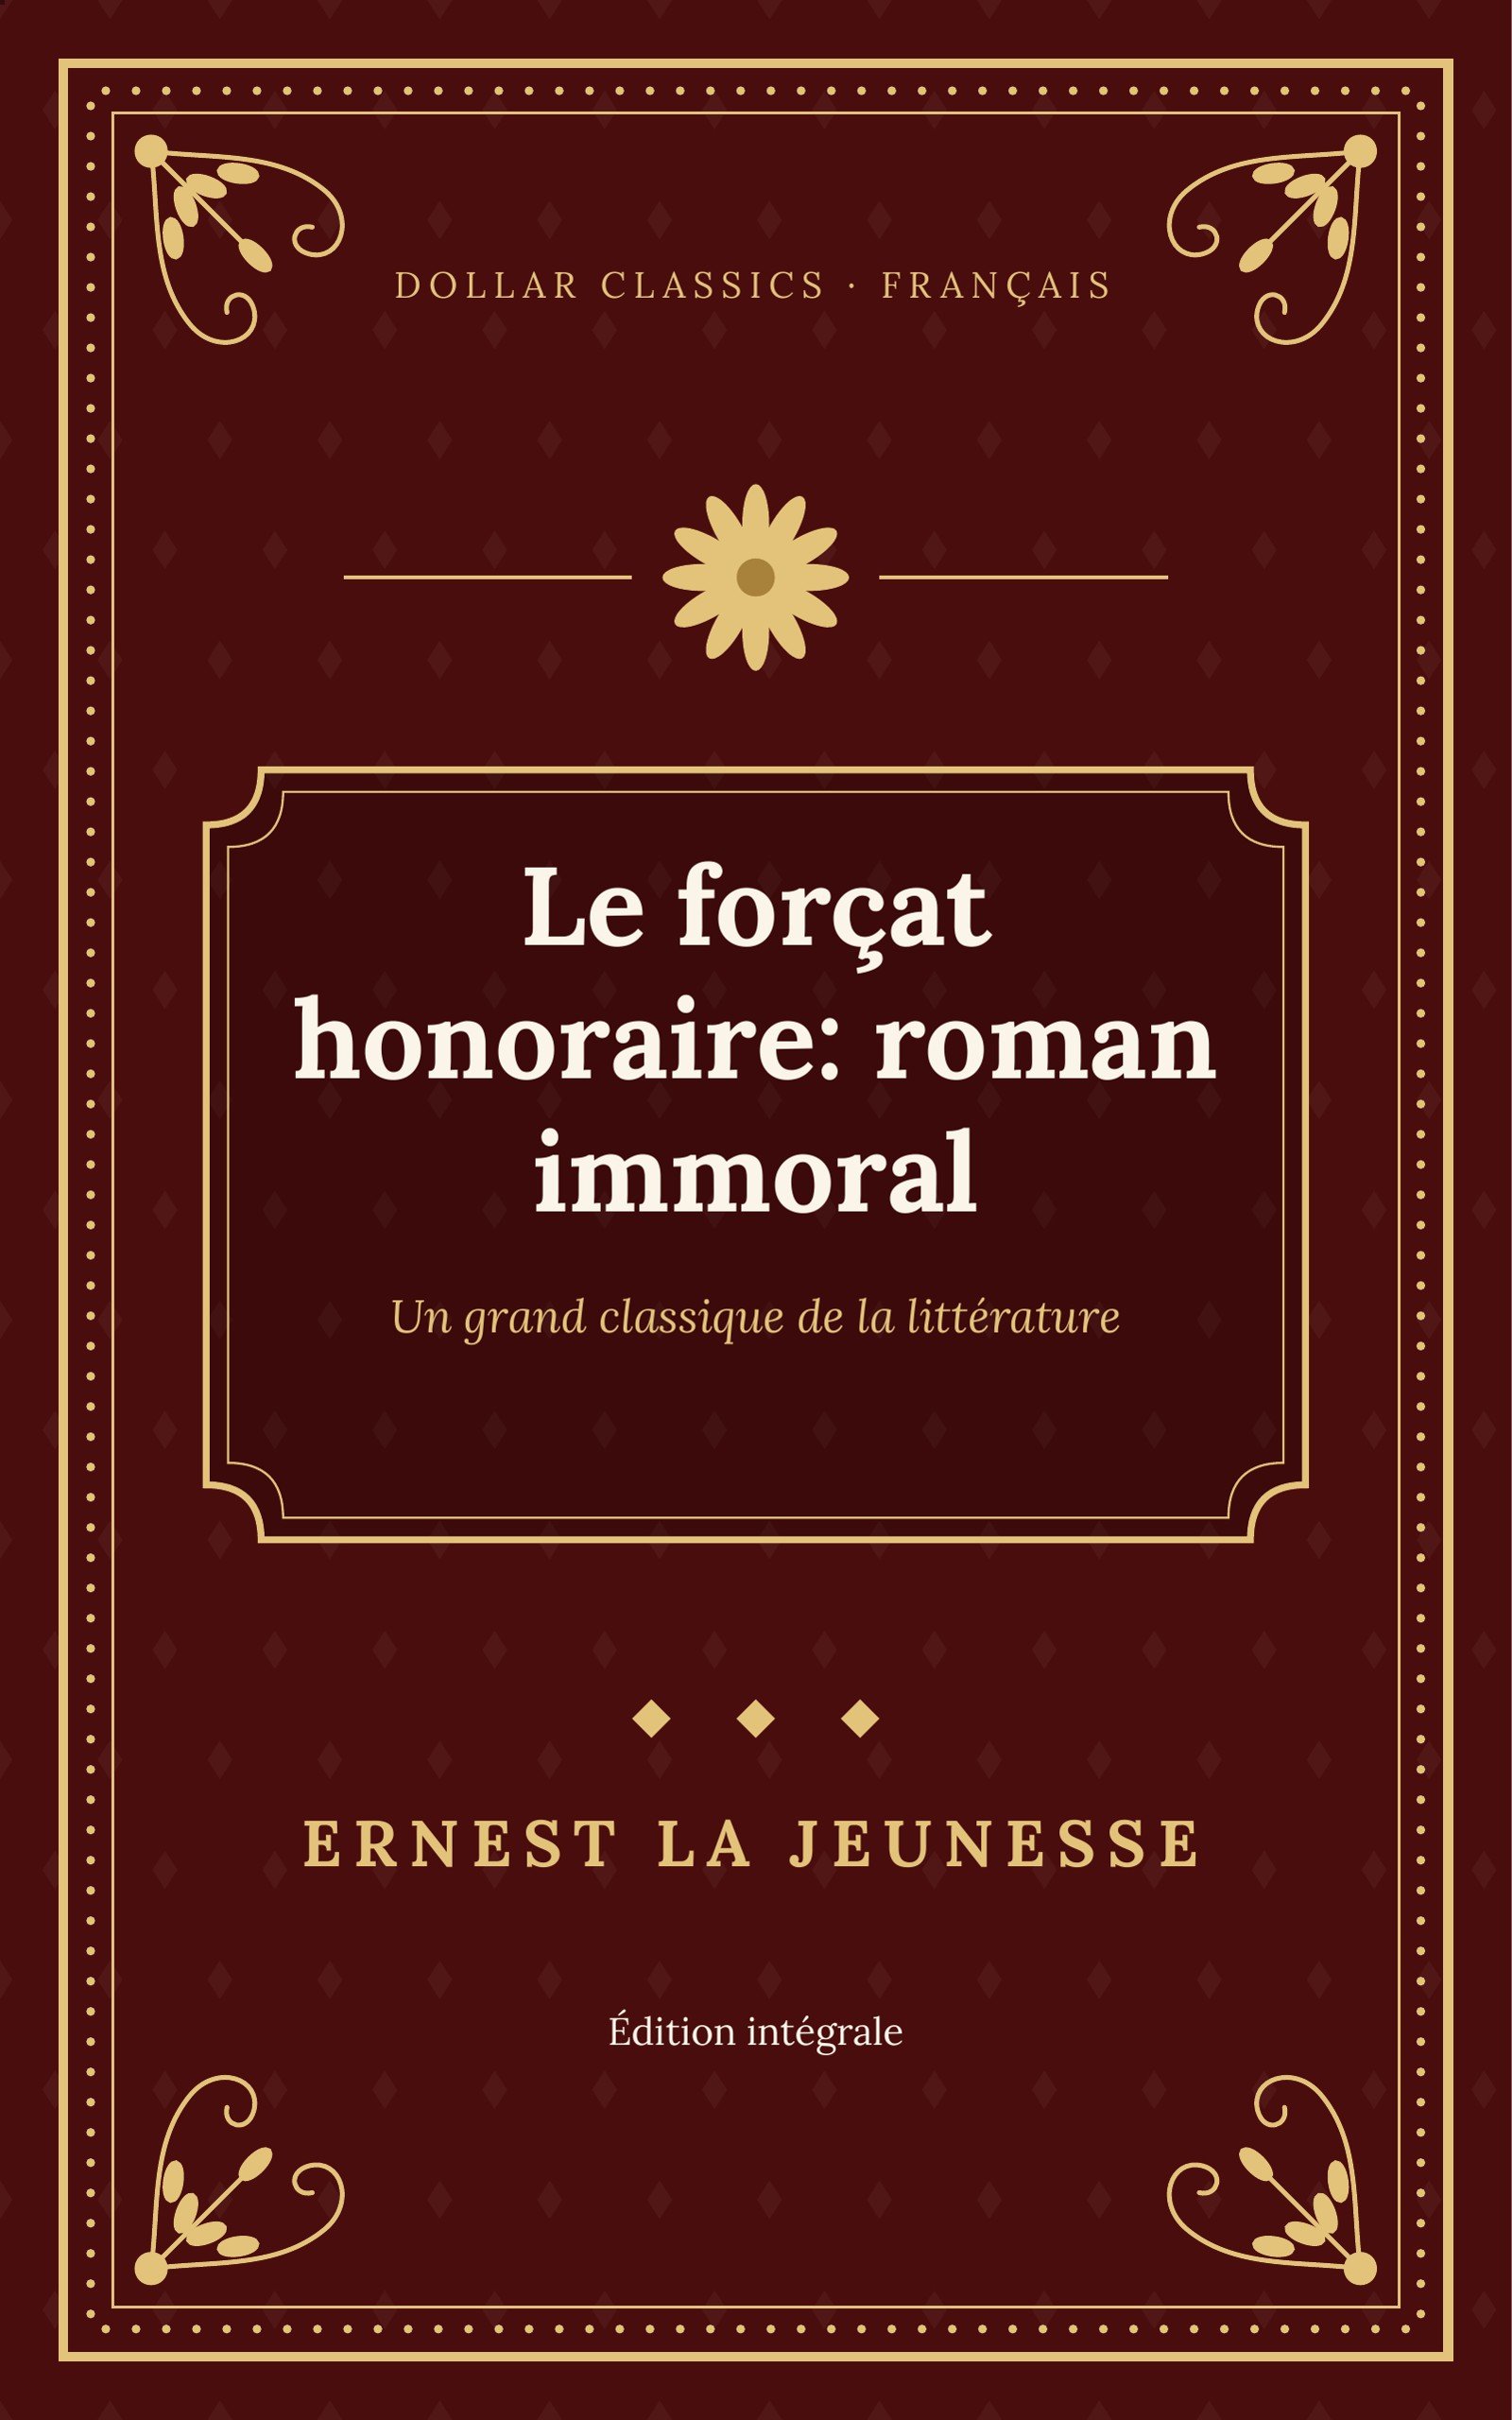 DOLLAR CLASSICS · FRANÇAIS
Le forçat
honoraire: roman
immoral
Un grand classique de la littérature
ERNEST LA JEUNESSE
Édition intégrale